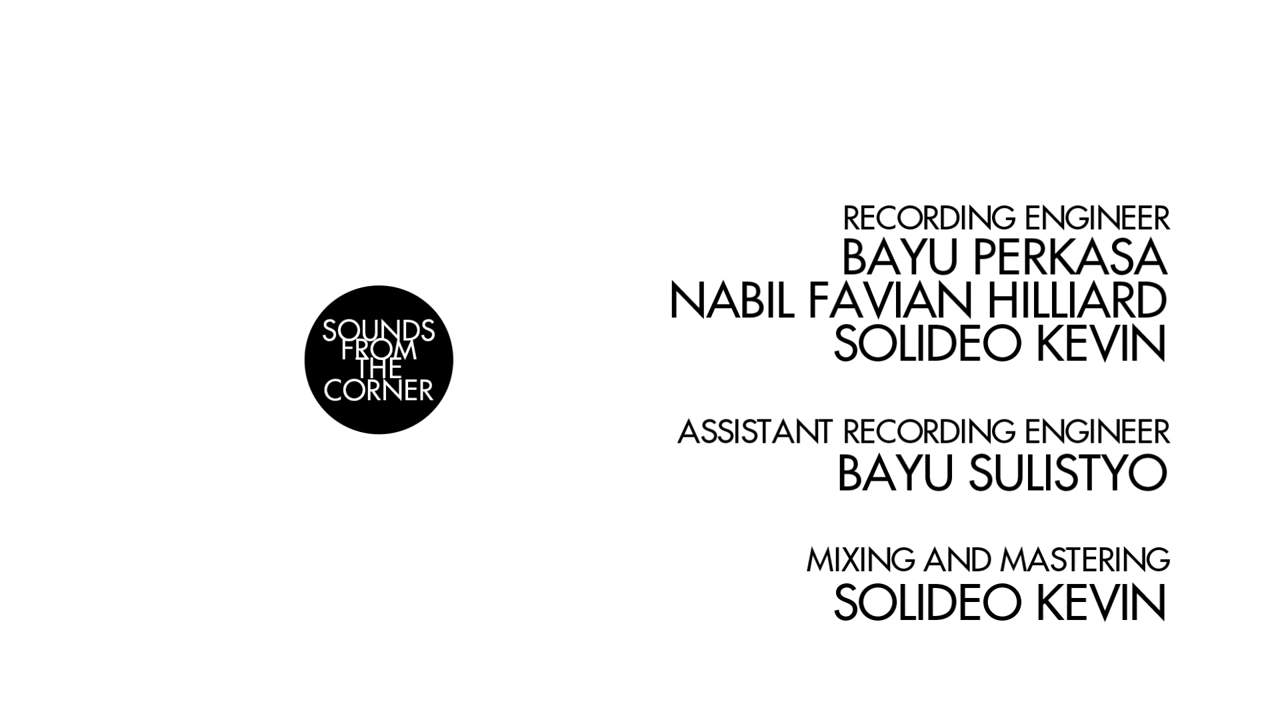 SOUNDS
FROM
THE
CORNER
RECORDING ENGINEER
BAYU PERKASA
NABIL FAVIAN HILLIARD
SOLIDEO KEVIN
ASSISTANT RECORDING ENGINEER
BAYU SULISTYO
MIXING AND MASTERING
SOLIDEO KEVIN